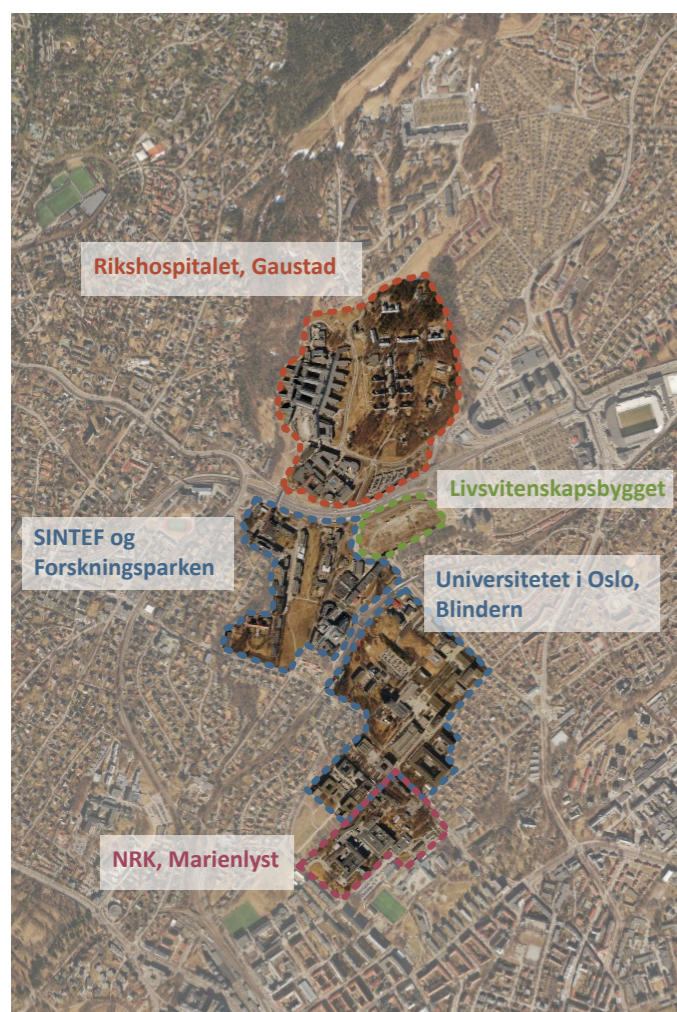 Rikshospitalet, Gaustad
Livsvitenskapsbygget
SINTEF og
Forskningsparken
Universitetet i Oslo,
Blindern
NRK, Marienlyst